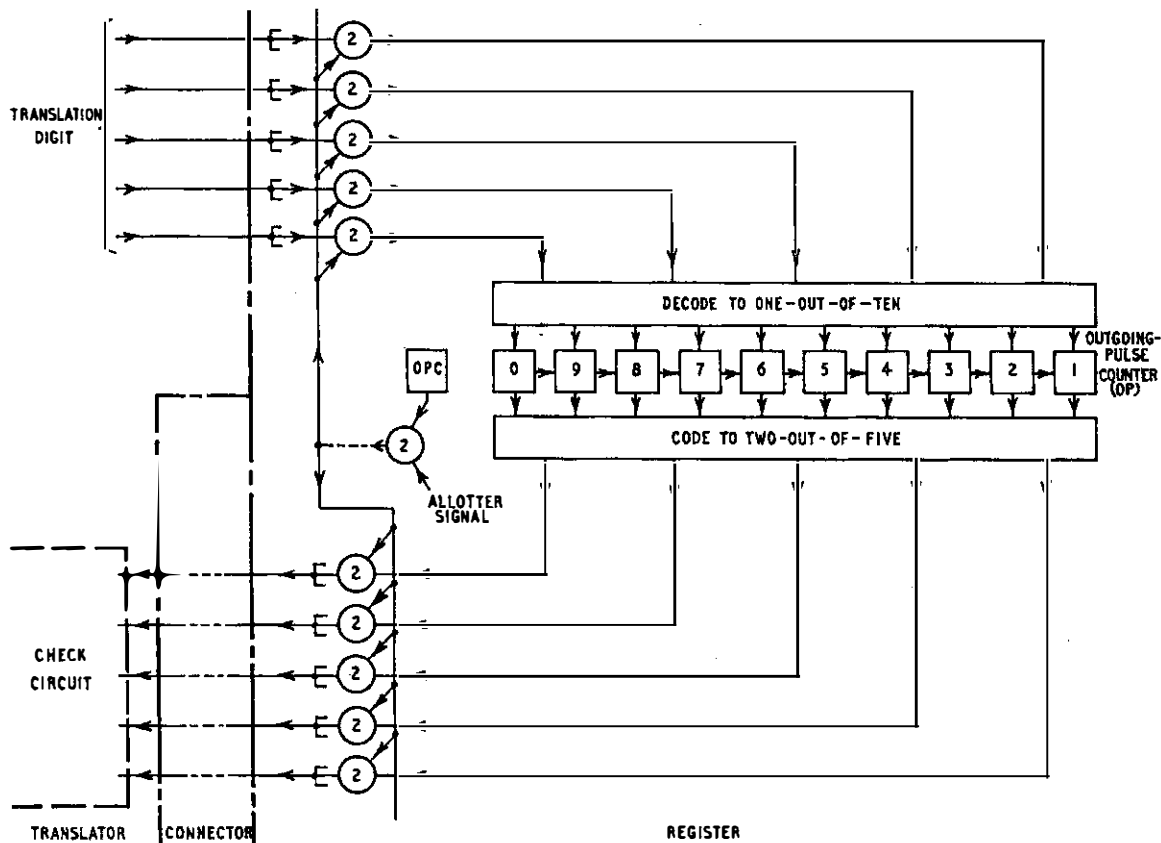 2
2
TRANSLATION
DIGIT
2
2
2
DECODE TO ONE-OUT-OF-TEN
OPC
0 9 8 7 6 5 4 3 2 1
OUTGOING-
PULSE
COUNTER
(OP)
2
CODE TO TWO-OUT-OF-FIVE
ALLOTTER
SIGNAL
2
2
CHECK
CIRCUIT
2
2
2
TRANSLATOR
CONNECTOR
REGISTER